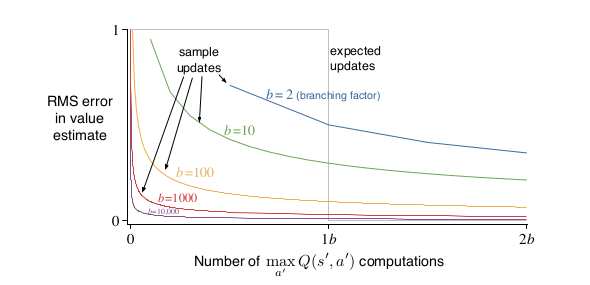 1
sample
updates
expected
updates
b=2 (branching factor)
RMS error
in value
estimate
b=10
b=100
b=1000
b=10,000
0
0
1b
2b
Number of max Q(s′, a′) computations
a′